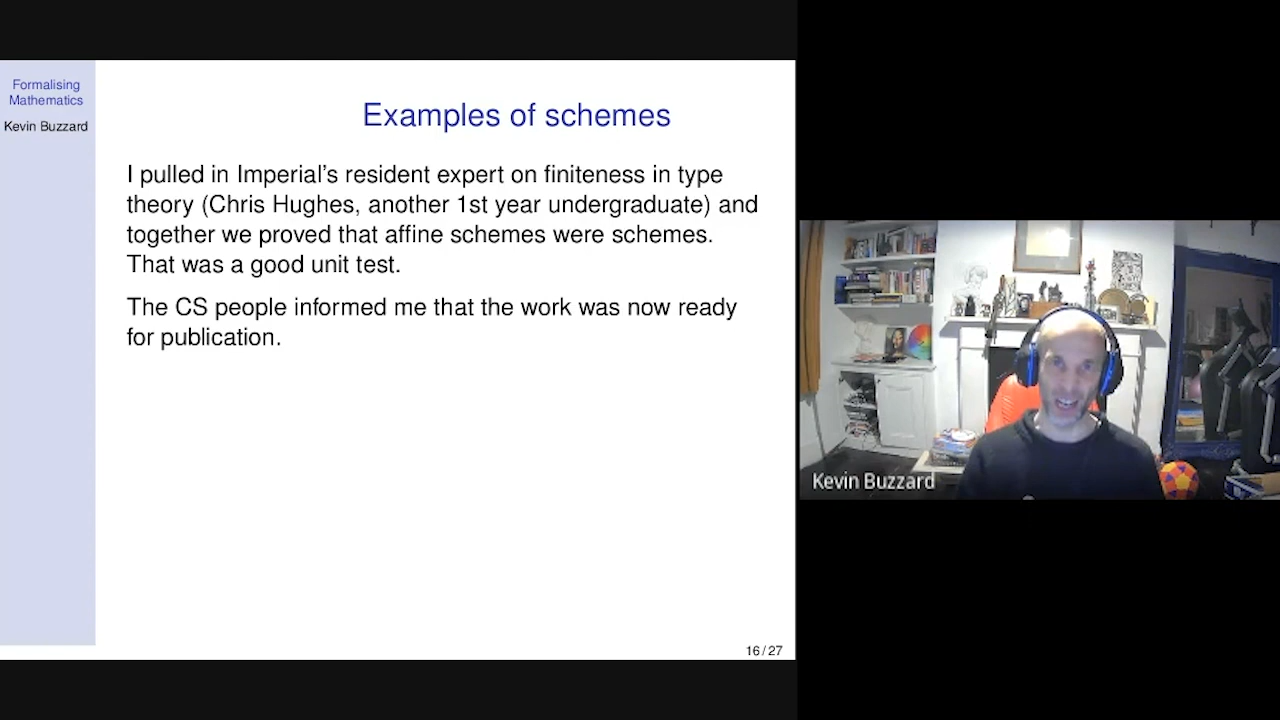 Formalising
Mathematics
Kevin Buzzard
Examples of schemes
I pulled in Imperial's resident expert on finiteness in type
theory (Chris Hughes, another 1st year undergraduate) and
together we proved that affine schemes were schemes.
That was a good unit test.
The CS people informed me that the work was now ready
for publication.
16 / 27
Kevin Buzzard